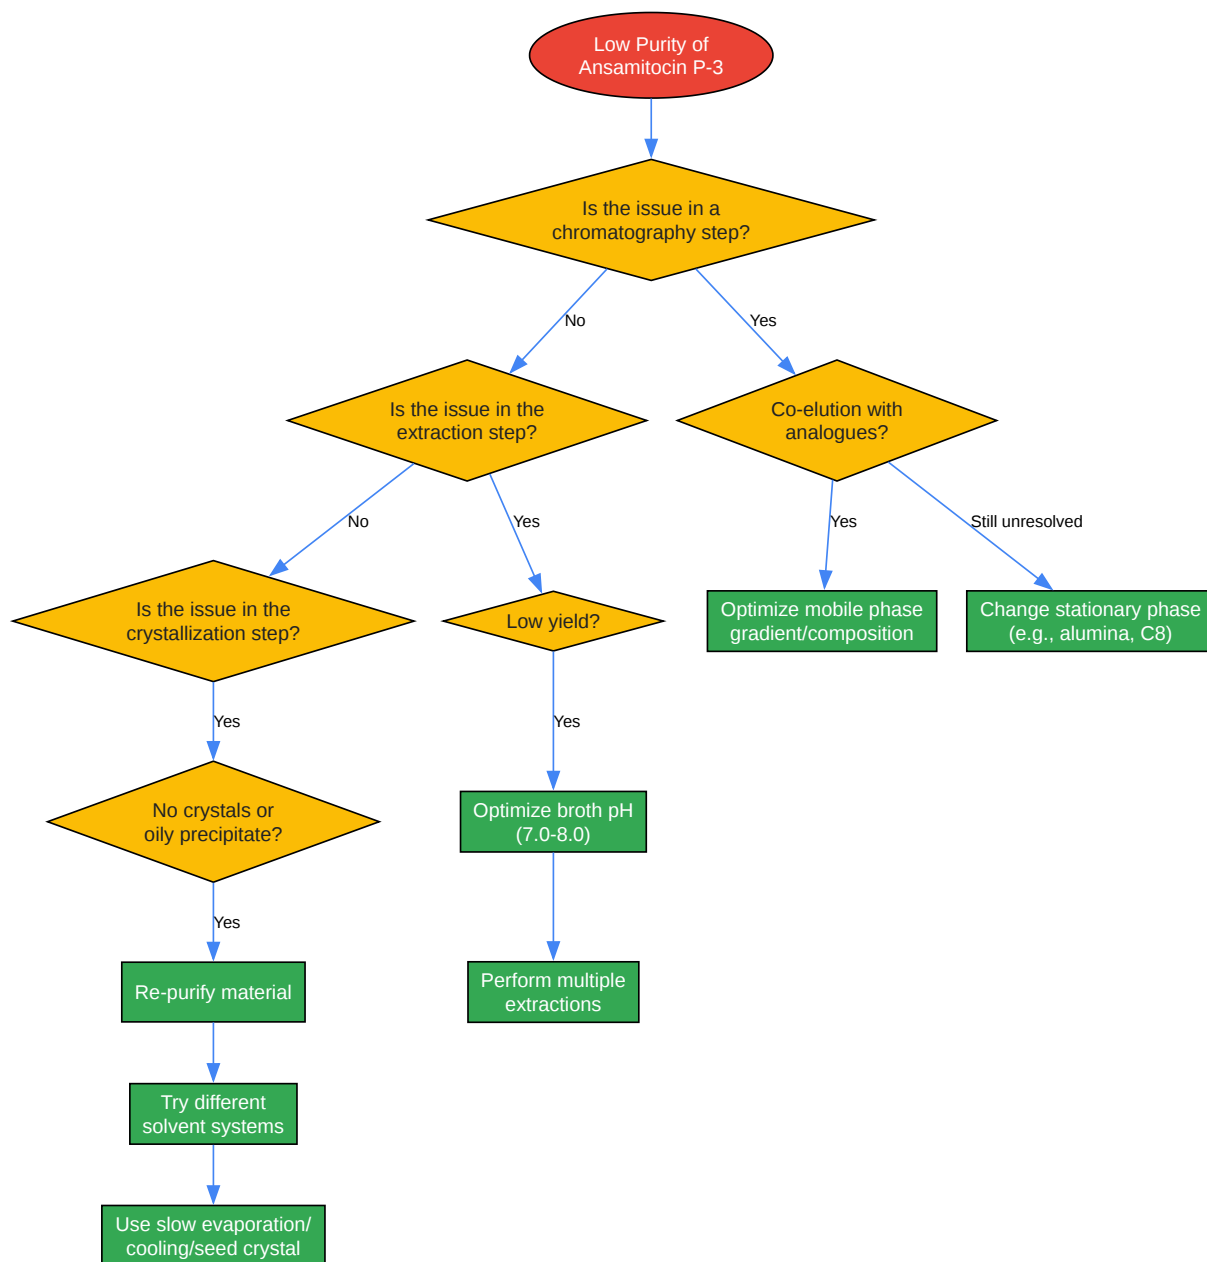 Low Purity of
Ansamitocin P-3
Is the issue in a
chromatography step?
No
Yes
Is the issue in the
extraction step?
Co-elution with
analogues?
No
Yes
Yes
Still unresolved
Is the issue in the
crystallization step?
Low yield?
Optimize mobile phase
gradient/composition
Change stationary phase
(e.g., alumina, C8)
Yes
Yes
No crystals or
oily precipitate?
Optimize broth pH
(7.0-8.0)
Yes
Re-purify material
Perform multiple
extractions
Try different
solvent systems
Use slow evaporation/
cooling/seed crystal